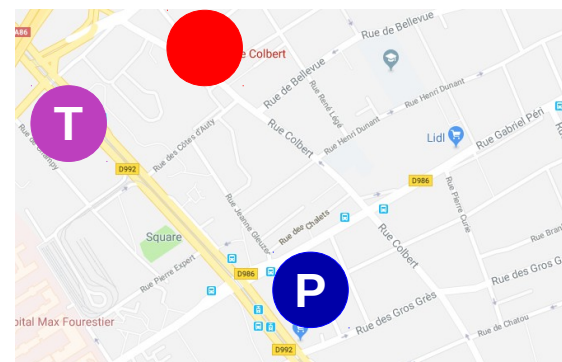 A86
e Colbert
Rue de Bellevue
T
Rue de Bellevue
Rue René Légé
Rue Henri Dunant
Rue Colbert
Rue Henri Dunant
Lidl
Rue Gabriel Péri
Rue des Côtes d'Auty
D992
D986
Rue Jeanne Gleuzer
Rue des Chalets
Rue Pierre Curie
Rue Colbert
Square
Rue Pierre Expert
D986
P
Rue Bran
Rue des Gros G
Rue des Gros Grès
Rue de Chatou
pital Max Fourestier
D992